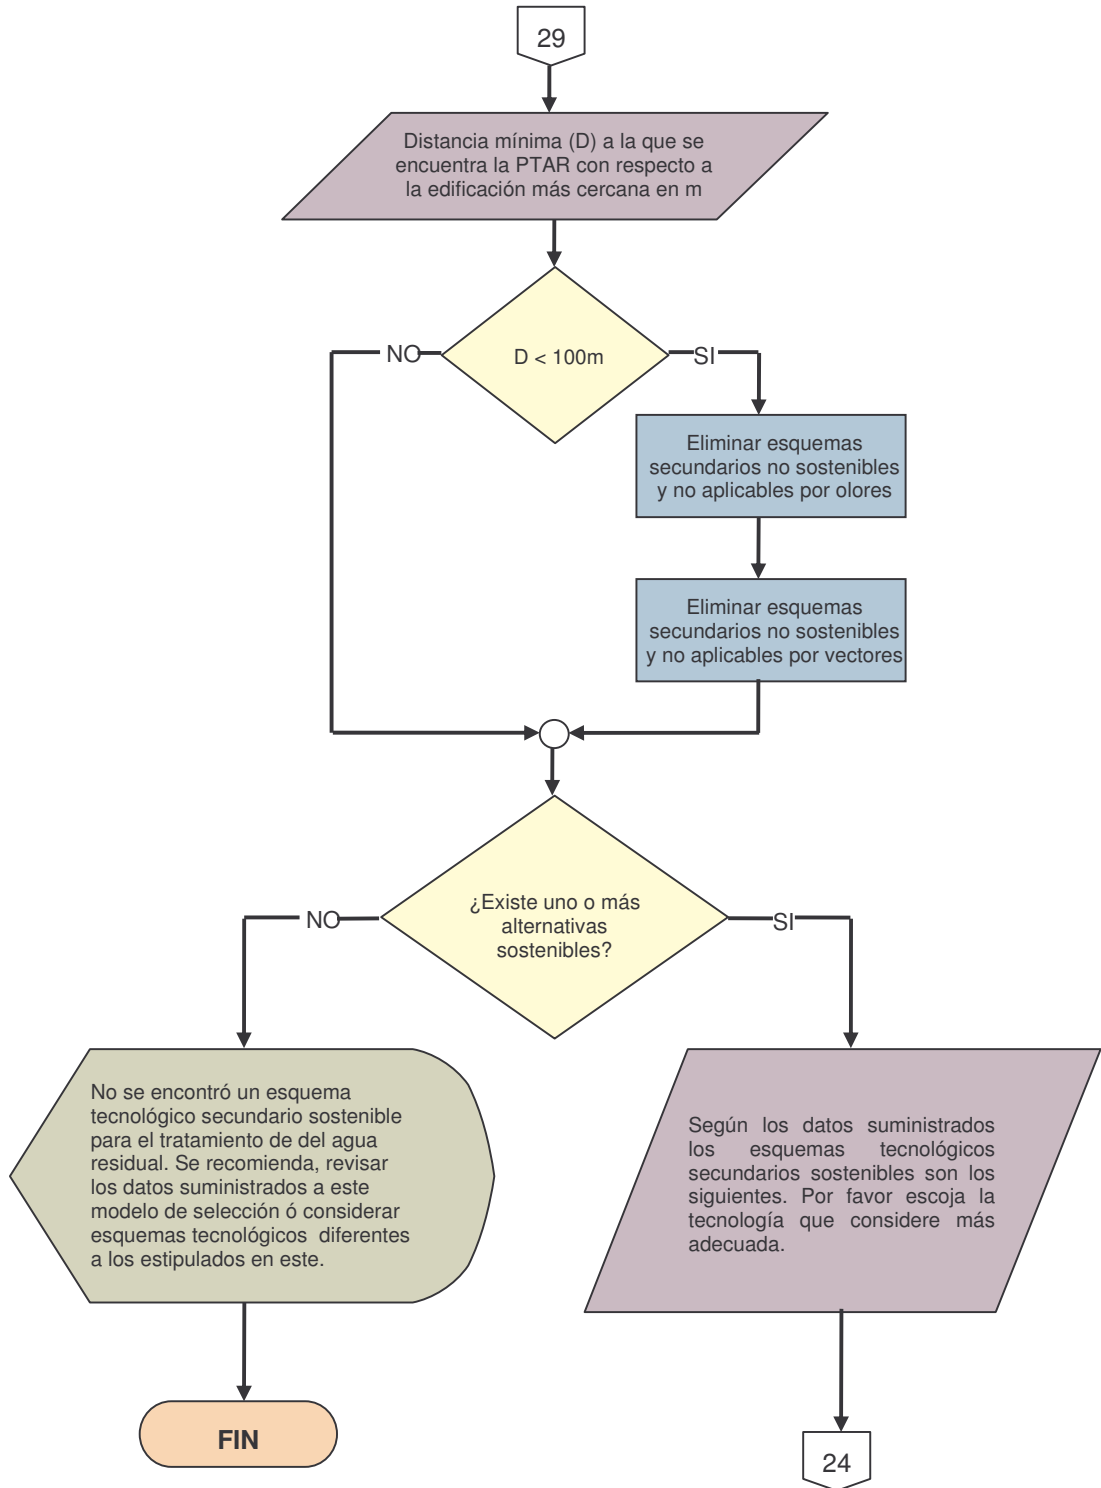 29
Distancia mínima (D) a la que se
encuentra la PTAR con respecto a
la edificación más cercana en m
D < 100m
NO
SI
Eliminar esquemas
secundarios no sostenibles
y no aplicables por olores
Eliminar esquemas
secundarios no sostenibles
y no aplicables por vectores
¿Existe uno o más
alternativas
sostenibles?
NO
SI
No se encontró un esquema
tecnológico secundario sostenible
para el tratamiento de del agua
residual. Se recomienda, revisar
los datos suministrados a este
modelo de selección ó considerar
esquemas tecnológicos diferentes
a los estipulados en este.
Según los datos suministrados
los esquemas tecnológicos
secundarios sostenibles son los
siguientes. Por favor escoja la
tecnología que considere más
adecuada.
FIN
24